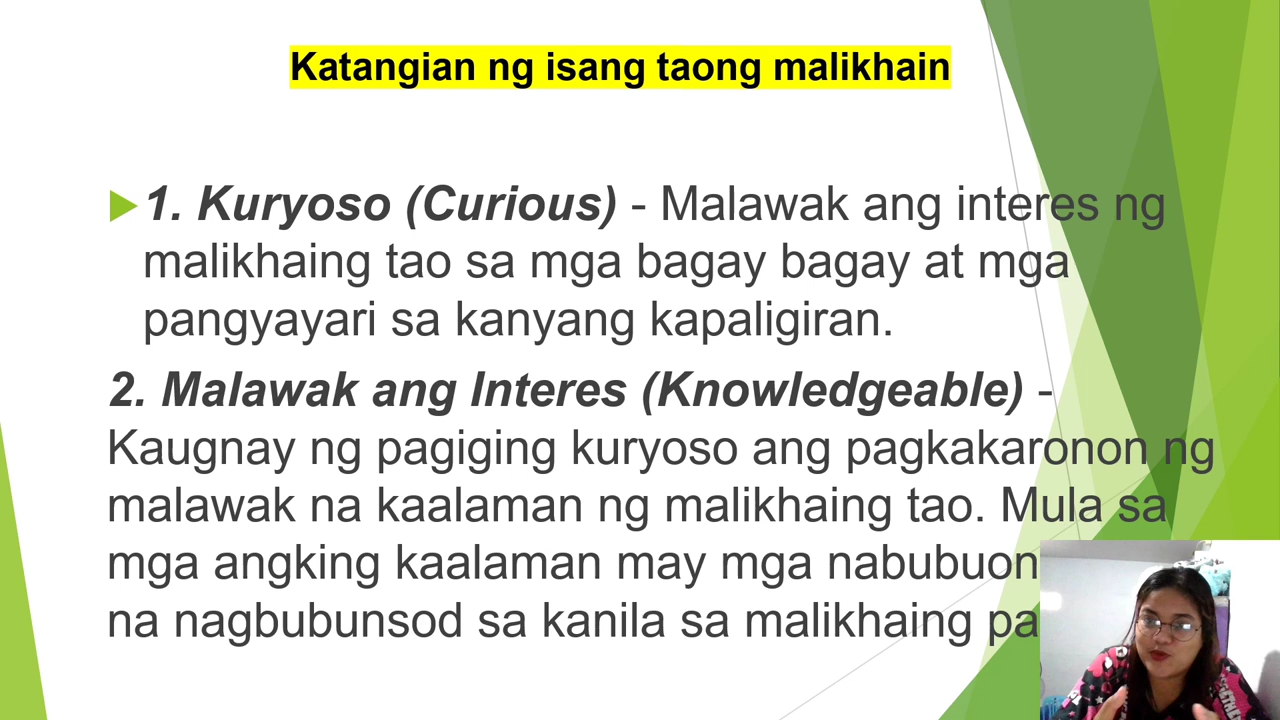 Katangian ng isang taong malikhain
1. Kuryoso (Curious) - Malawak ang interes ng
malikhaing tao sa mga bagay bagay at mga
pangyayari sa kanyang kapaligiran.
2. Malawak ang Interes (Knowledgeable) -
Kaugnay ng pagiging kuryoso ang pagkakaronon ng
malawak na kaalaman ng malikhaing tao. Mula sa
mga angking kaalaman may mga
na nagbubunsod sa kanila sa malikhaing